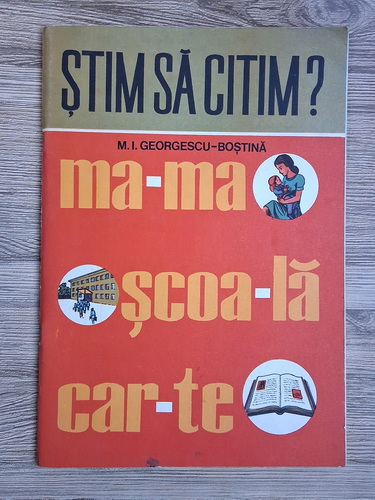 ȘTIM SĂ CITIM?
M. I. GEORGESCU-BOȘTINĂ
ma-ma
școa-lă
car-te